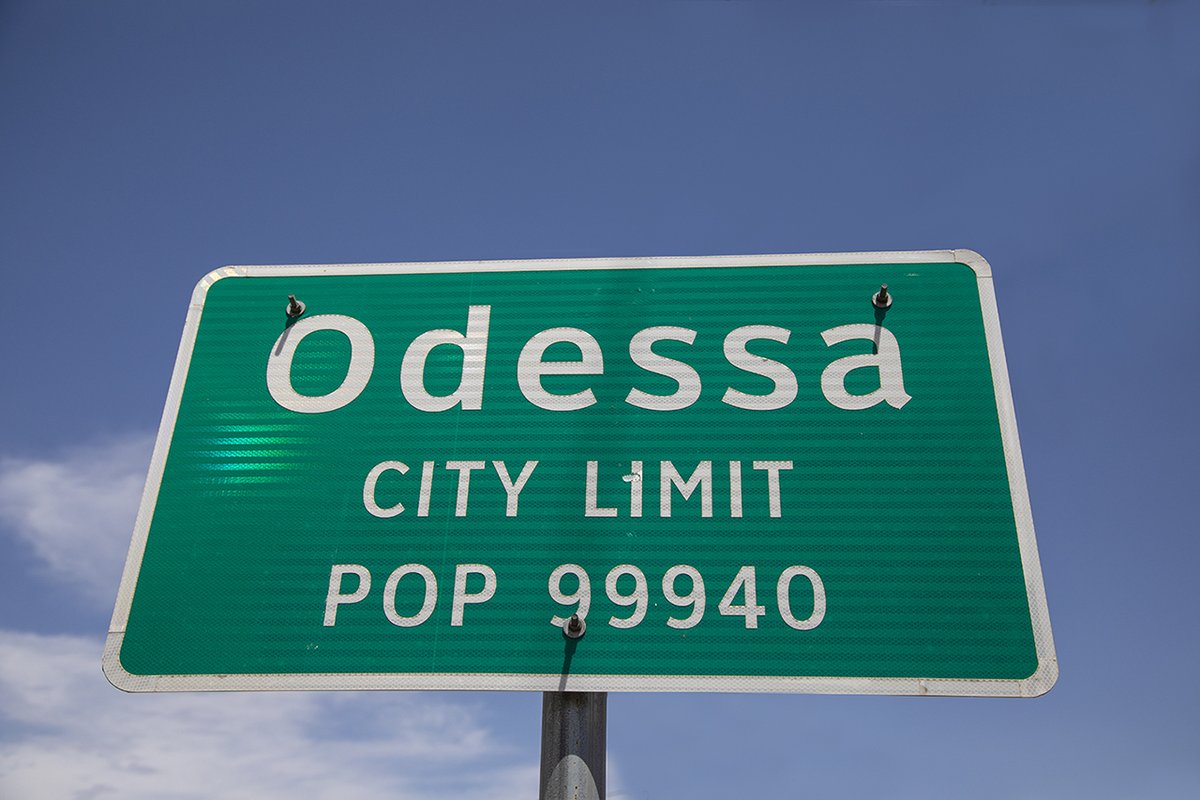 Odessa
CITY LIMIT
POP 99940